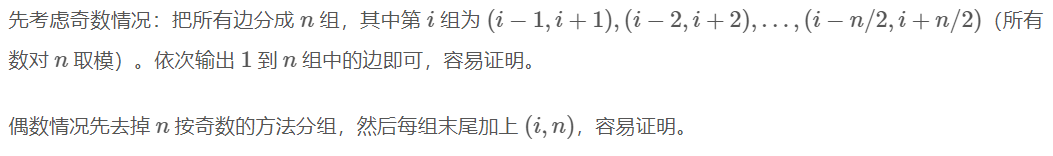 先考虑奇数情况：把所有边分成 n 组，其中第 i 组为 (i − 1, i + 1), (i − 2, i + 2), . . . , (i − n/2, i + n/2)（所有
数对 n 取模）。依次输出 1 到 n 组中的边即可，容易证明。
偶数情况先去掉 n 按奇数的方法分组，然后每组末尾加上 (i, n)，容易证明。